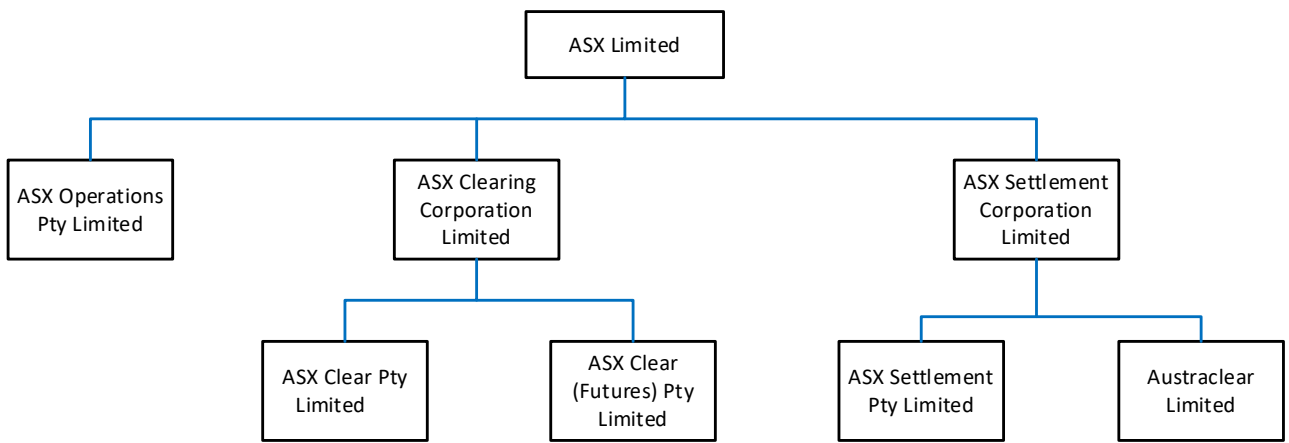 ASX Limited
ASX Operations
Pty Limited
ASX Clearing
Corporation
Limited
ASX Settlement
Corporation
Limited
ASX Clear Pty
Limited
ASX Clear
(Futures) Pty
Limited
ASX Settlement
Pty Limited
Austraclear
Limited